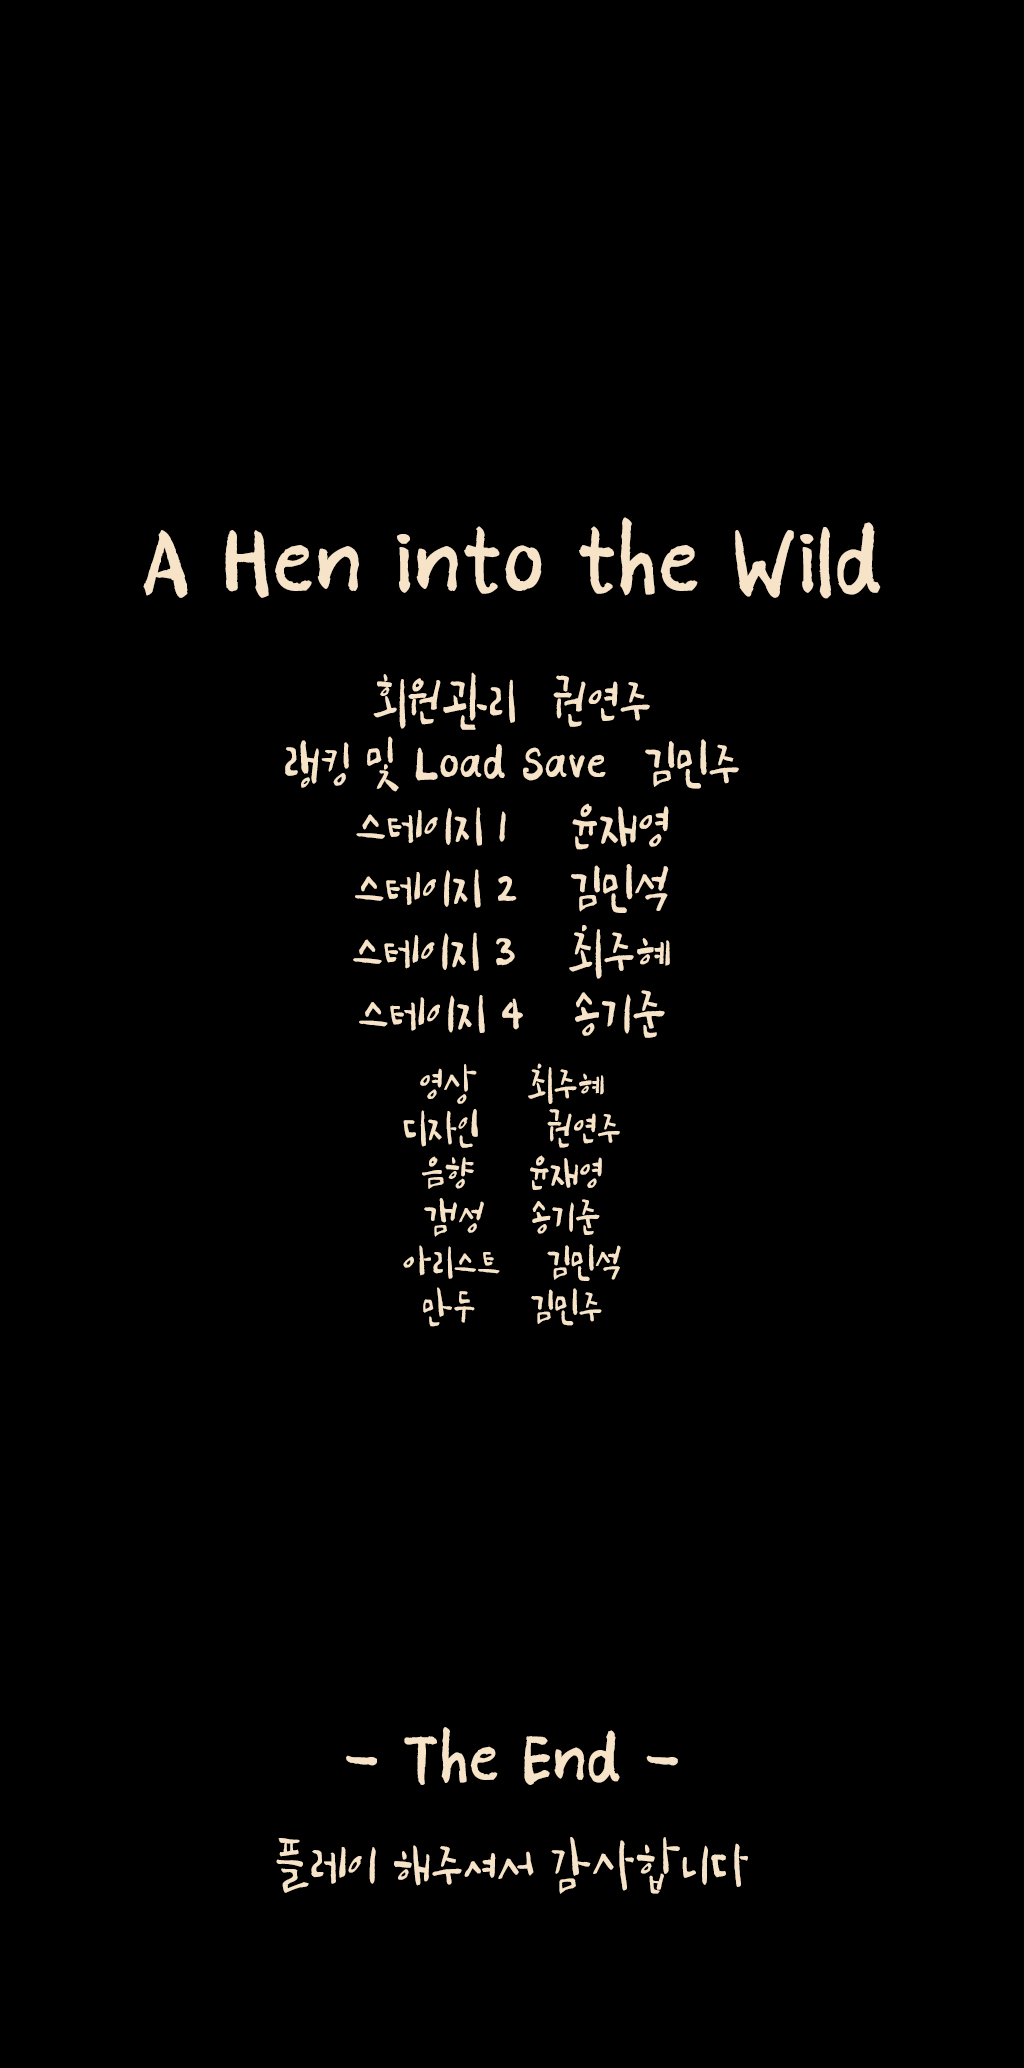 A Hen into the Wild
회원관리 권연주
랭킹 및 Load Save 김민주
스테이지 1 윤재영
스테이지 2 김민석
스테이지 3 최주혜
스테이지 4 송기준
영상 최주혜
디자인 권연주
음향 윤재영
갬성 송기준
아리스트 김민석
만두 김민주
- The End -
플레이 해주셔서 감사합니다